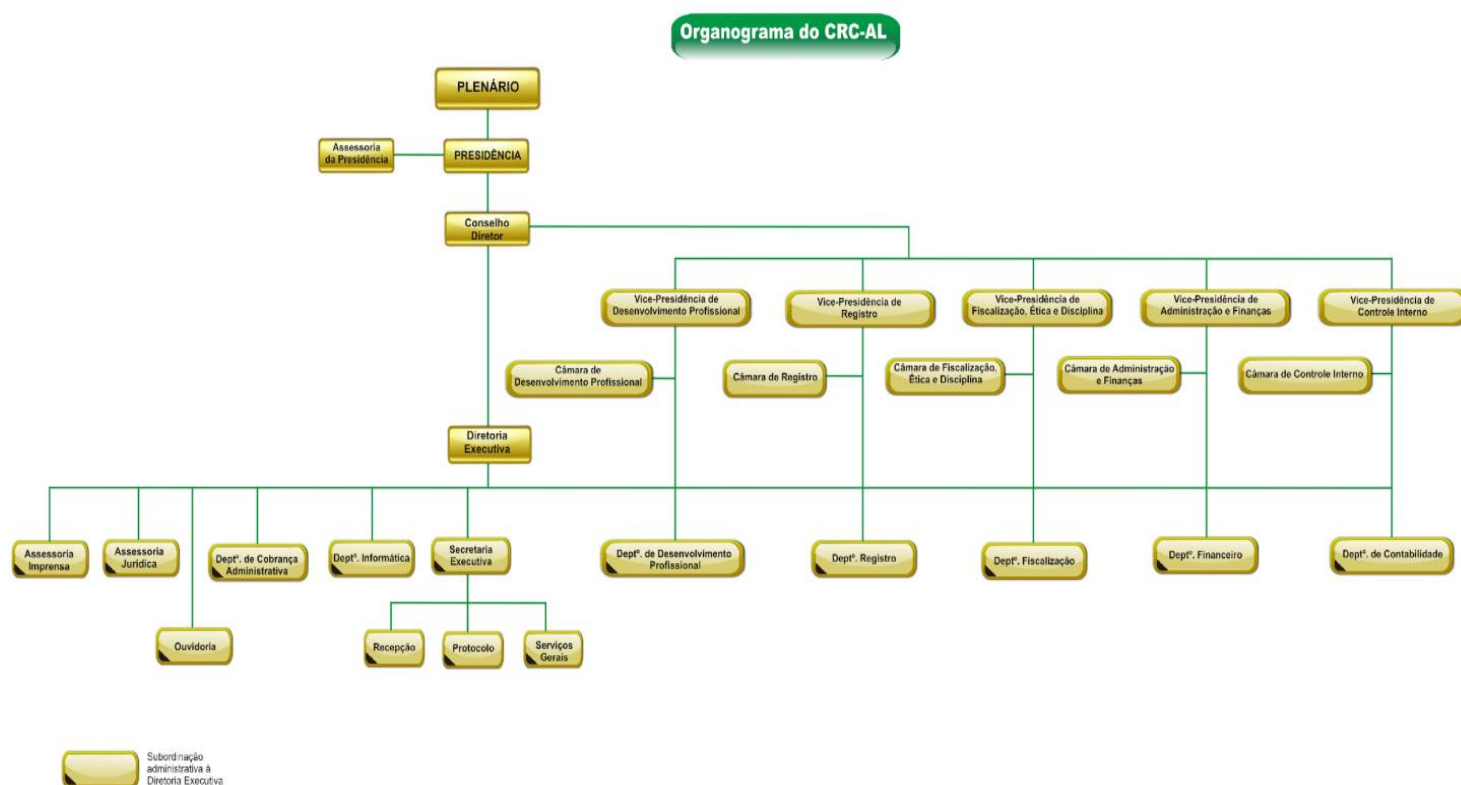 Organograma do CRC-AL
PLENÁRIO
Assessoria
da Presidência
PRESIDÊNCIA
Conselho
Diretor
Vice-Presidência de
Desenvolvimento Profissional
Vice-Presidência de
Registro
Vice-Presidência de
Fiscalização, Ética e Disciplina
Vice-Presidência de
Administração e Finanças
Vice-Presidência de
Controle Interno
Câmara de
Desenvolvimento Profissional
Câmara de Registro
Câmara de Fiscalização,
Ética e Disciplina
Câmara de Administração
e Finanças
Câmara de Controle Interno
Diretoria
Executiva
Assessoria
Imprensa
Assessoria
Jurídica
Deptº. de Cobrança
Administrativa
Deptº. Informática
Secretaria
Executiva
Deptº. de Desenvolvimento
Profissional
Deptº. Registro
Deptº. Fiscalização
Deptº. Financeiro
Deptª. de Contabilidade
Ouvidoria
Recepção
Protocolo
Serviços
Gerais
Subordinação
administrativa à
Diretoria Executiva